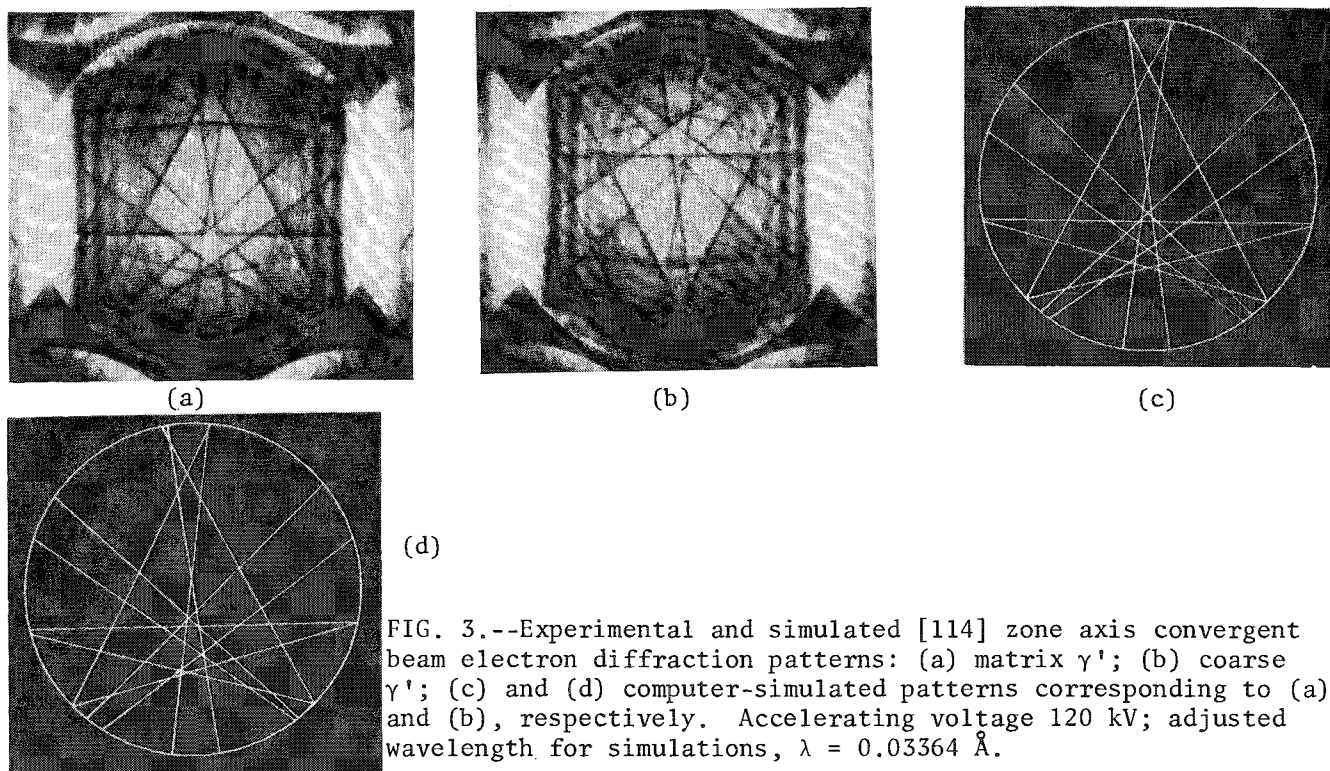 (a)
(b)
(c)
(d)
FIG. 3.--Experimental and simulated [114] zone axis convergent
beam electron diffraction patterns: (a) matrix γ'; (b) coarse
γ'; (c) and (d) computer-simulated patterns corresponding to (a)
and (b), respectively. Accelerating voltage 120 kV; adjusted
wavelength for simulations, λ = 0.03364 Å.